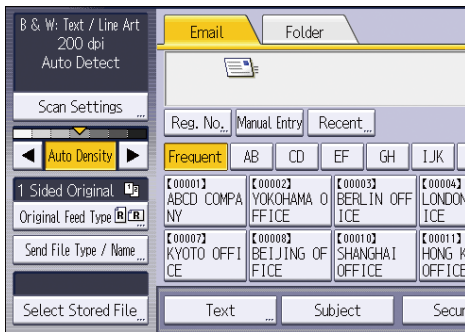 B & W: Text / Line Art
200 dpi
Auto Detect
Scan Settings
Auto Density
1 Sided Original
Original Feed Type
Send File Type / Name
Select Stored File
Email
Folder
Reg. No.
Manual Entry
Recent
Frequent
AB
CD
EF
GH
IJK
[00001]
ABCD COMPA
NY
[00002]
YOKOHAMA O
FFICE
[00003]
BERLIN OFF
ICE
[00004]
LONDON
ICE
[00007]
KYOTO OFFI
CE
[00008]
BEIJING OF
FICE
[00010]
SHANGHAI
OFFICE
[00011]
HONG K
OFFICE
Text
Subject
Secur